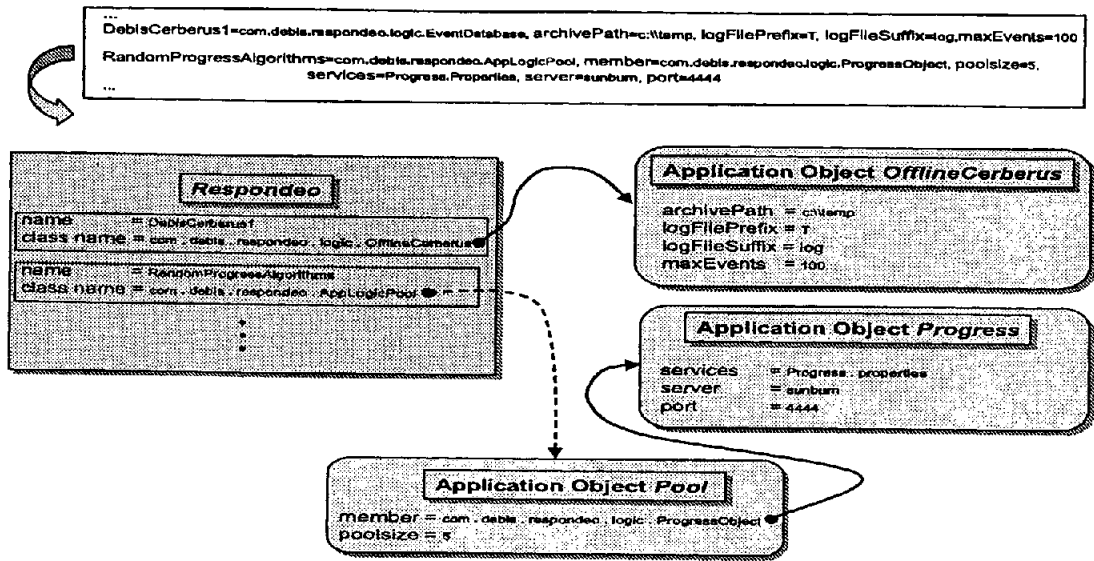 ...
DebisCerberus1=com.debis.respondeo.logic.EventDatabase, archivePath=c:\\temp, logFilePrefix=T, logFileSuffix=log,maxEvents=100
RandomProgressAlgorithms=com.debis.respondeo.AppLogicPool, member=com.debis.respondeo.logic.ProgressObject, poolsize=5,
services=Progress.Properties, server=sunburn, port=4444
...
Respondeo
name = DebisCerberus1
class name = com . debis . respondeo . logic . OfflineCerberus
name = RandomProgressAlgorithms
class name = com . debis . respondeo . AppLogicPool
Application Object OfflineCerberus
archivePath = c:\\temp
logFilePrefix = T
logFileSuffix = log
maxEvents = 100
Application Object Progress
services = Progress . properties
server = sunburn
port = 4444
Application Object Pool
member = com . debis . respondeo . logic . ProgressObject
poolsize = 5